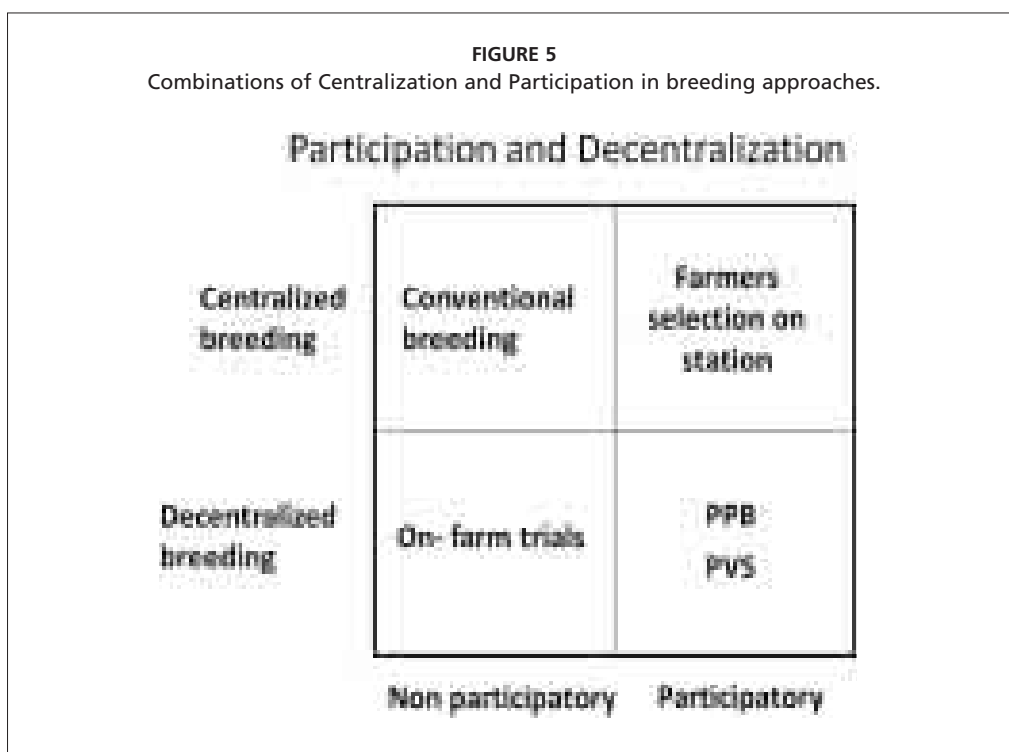 FIGURE 5
Combinations of Centralization and Participation in breeding approaches.
Participation and Decentralization
Centralized
breeding
Conventional
breeding
Farmers
selection on
station
Decentralized
breeding
On- farm trials
PPB
PVS
Non participatory
Participatory